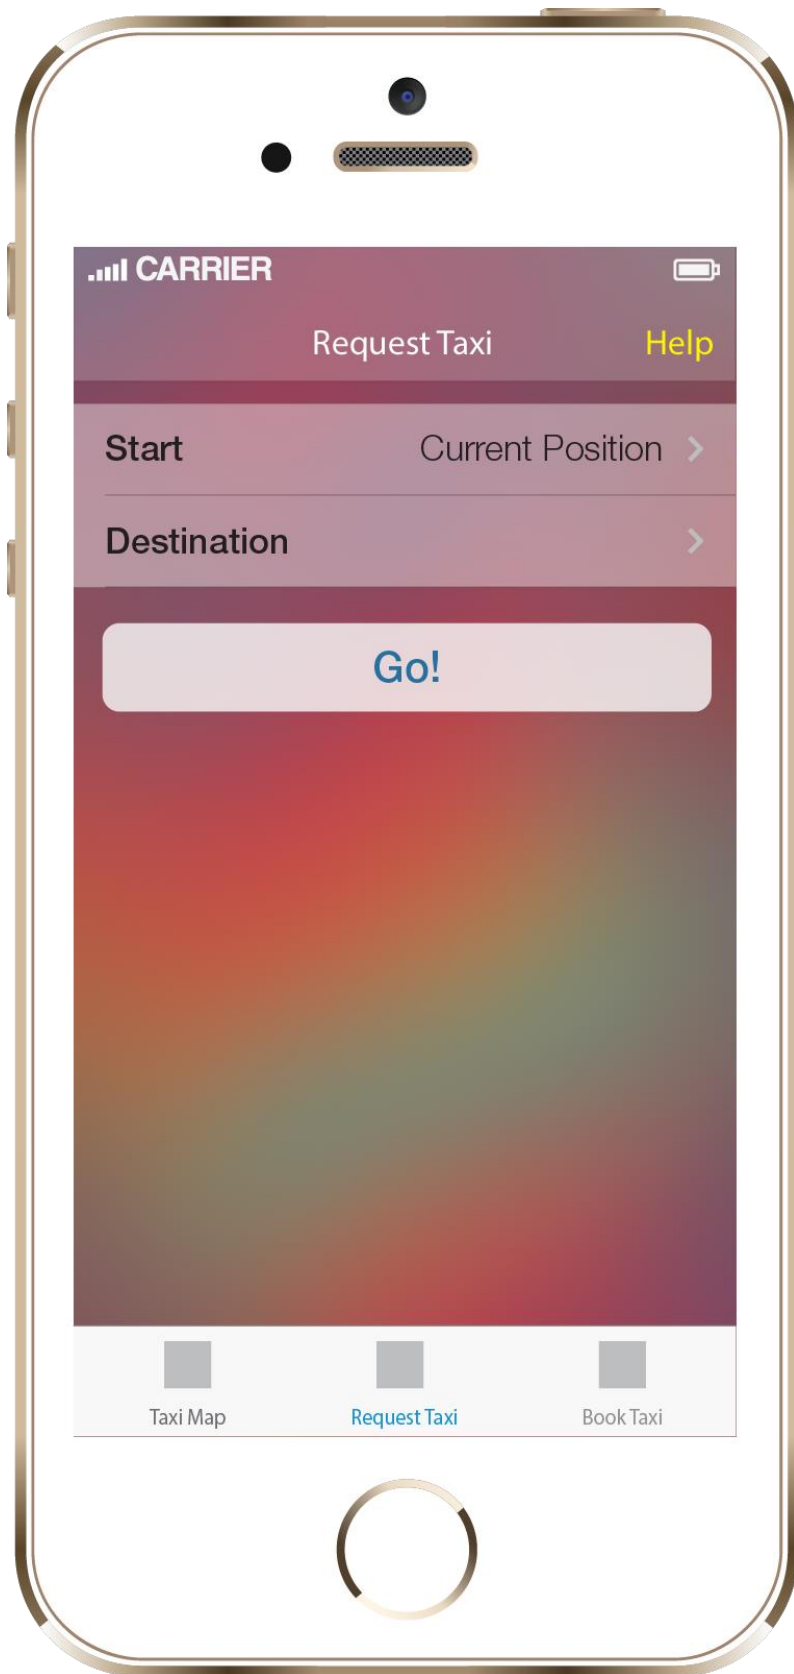 CARRIER
Request Taxi Help
Start Current Position
Destination
Go!
Taxi Map Request Taxi Book Taxi